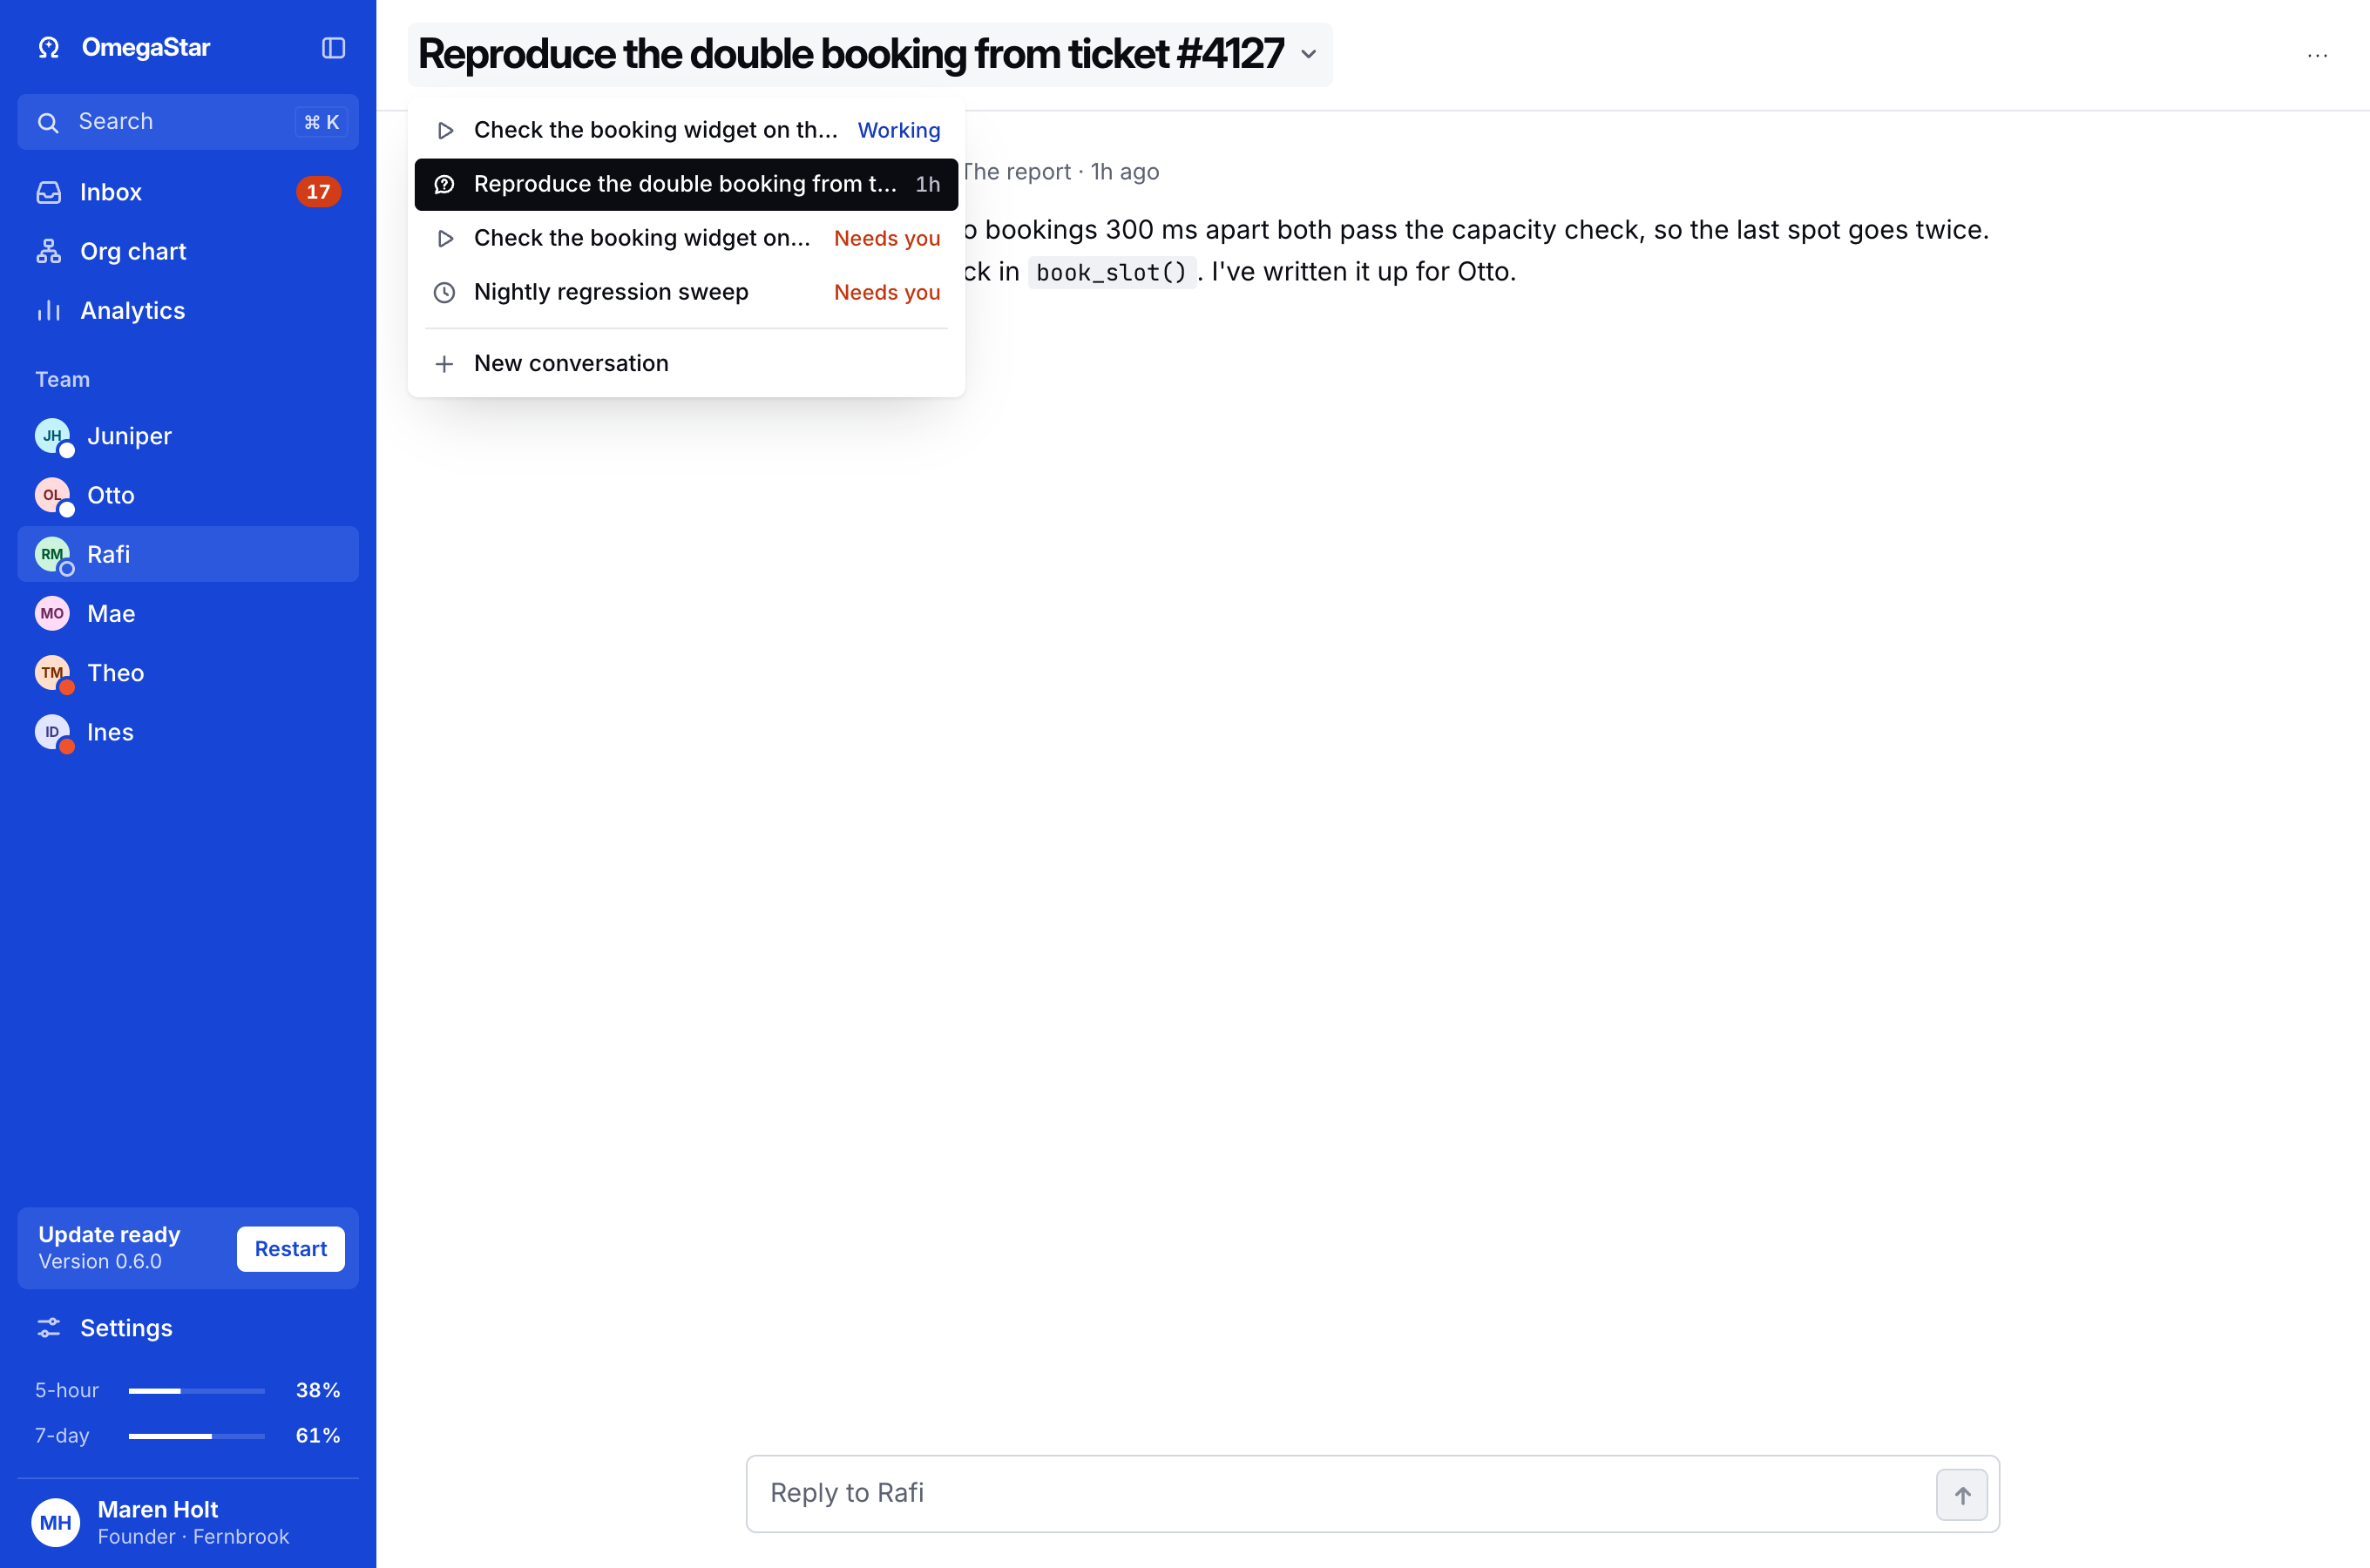 OmegaStar
Search ⌘ K
Inbox 17
Org chart
Analytics
Team
JH Juniper
OL Otto
RM Rafi
MO Mae
TM Theo
ID Ines
Update ready
Version 0.6.0
Restart
Settings
5-hour 38%
7-day 61%
MH Maren Holt
Founder · Fernbrook
Reproduce the double booking from ticket #4127
...
Check the booking widget on th... Working
Reproduce the double booking from t... 1h
Check the booking widget on... Needs you
Nightly regression sweep Needs you
New conversation
The report · 1h ago
bookings 300 ms apart both pass the capacity check, so the last spot goes twice.
ck in book_slot(). I've written it up for Otto.
Reply to Rafi